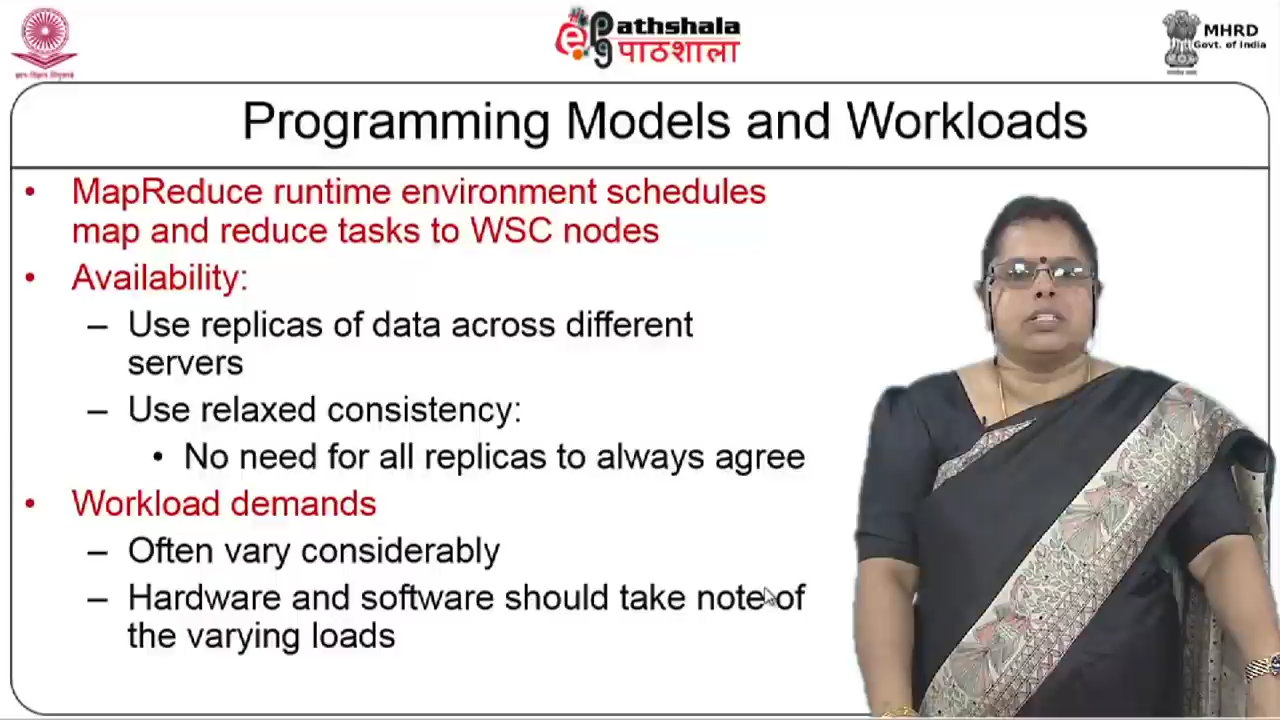 ePathshala
पाठशाला
MHRD
Govt. of India
Programming Models and Workloads
• MapReduce runtime environment schedules
map and reduce tasks to WSC nodes
• Availability:
– Use replicas of data across different
servers
– Use relaxed consistency:
• No need for all replicas to always agree
• Workload demands
– Often vary considerably
– Hardware and software should take note of
the varying loads